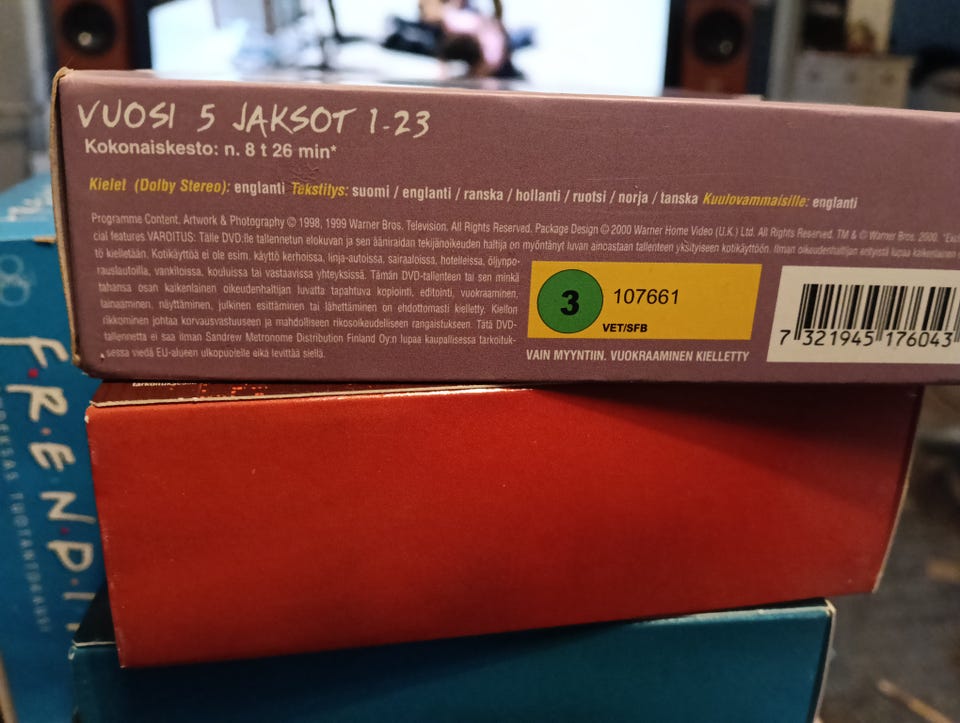 VUOSI 5 JAKSOT 1-23
Kokonaiskesto: n. 8 t 26 min*
Kielet (Dolby Stereo): englanti Tekstitys: suomi / englanti / ranska / hollanti / ruotsi / norja / tanska Kuulovammaisille: englanti
Programme Content. Artwork & Photography © 1998, 1999 Warner Bros. Television. All Rights Reserved. Package Design © 2000 Warner Home Video (U.K.) Ltd. All Rights Reserved. TM & © Warner Bros. 2000.
cial features VAROITUS: Tälle DVD:lle tallennetun elokuvan ja sen ääniraidan tekijänoikeuden haltija on myöntänyt luvan ainoastaan tallenteen yksityiseen kotikäyttöön. Ilman oikeudenhaltijan erityistä lupaa kaikenlainen
to kielletään. Kotikäyttöä ei ole esim. käyttö kerhoissa, linja-autoissa, sairaaloissa, hotelleissa, öljynpo-
rauslautoilla, vankiloissa, kouluissa tai vastaavissa yhteyksissä. Tämän DVD-tallenteen tai sen minkä
tahansa osan kaikenlainen oikeudenhaltijan luvatta tapahtuva kopiointi, editointi, vuokraaminen,
lainaaminen, näyttäminen, julkinen esittäminen tai lähettäminen on ehdottomasti kielletty. Kiellon
rikkominen johtaa korvausvastuuseen ja mahdolliseen rikosoikeudelliseen rangaistukseen. Tätä DVD-
tallennetta ei saa ilman Sandrew Metronome Distribution Finland Oy:n lupaa kaupallisessa tarkoituk-
sessa viedä EU-alueen ulkopuolelle eikä levittää siellä.
3 107661
VET/SFB
VAIN MYYNTIIN. VUOKRAAMINEN KIELLETTY
7 321945 176043
F·R·I·E·N·D
TUOTANTOKAUSI